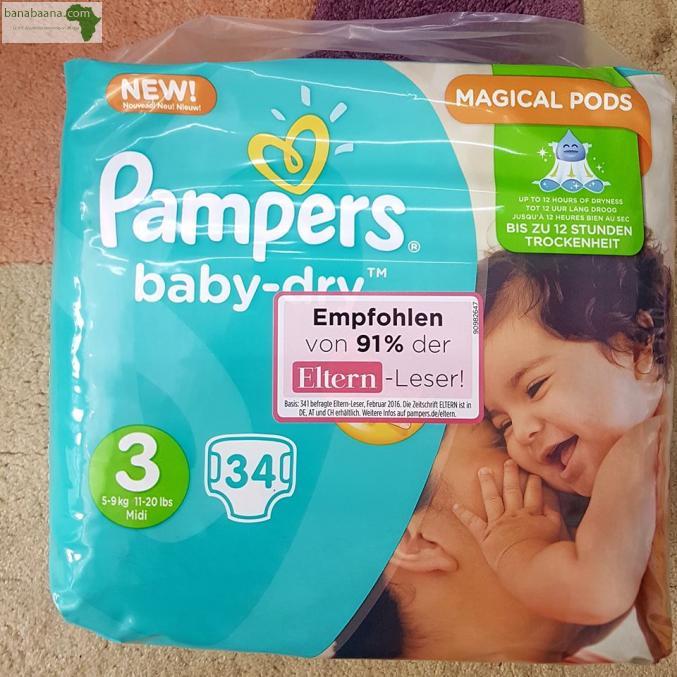 banabaana.com
NEW!
Nouveau! Neu! Nieuw!
MAGICAL PODS
UP TO 12 HOURS OF DRYNESS
TOT 12 UUR LANG DROOG
JUSQU'À 12 HEURES BIEN AU SEC
BIS ZU 12 STUNDEN
TROCKENHEIT
Pampers®
baby-dry™
90982647
Empfohlen
von 91% der
Eltern-Leser!
Basis: 341 befragte Eltern-Leser, Februar 2016. Die Zeitschrift ELTERN ist in
DE, AT und CH erhältlich. Weitere Infos auf pampers.de/eltern.
3
5-9 kg 11-20 lbs
Midi
34